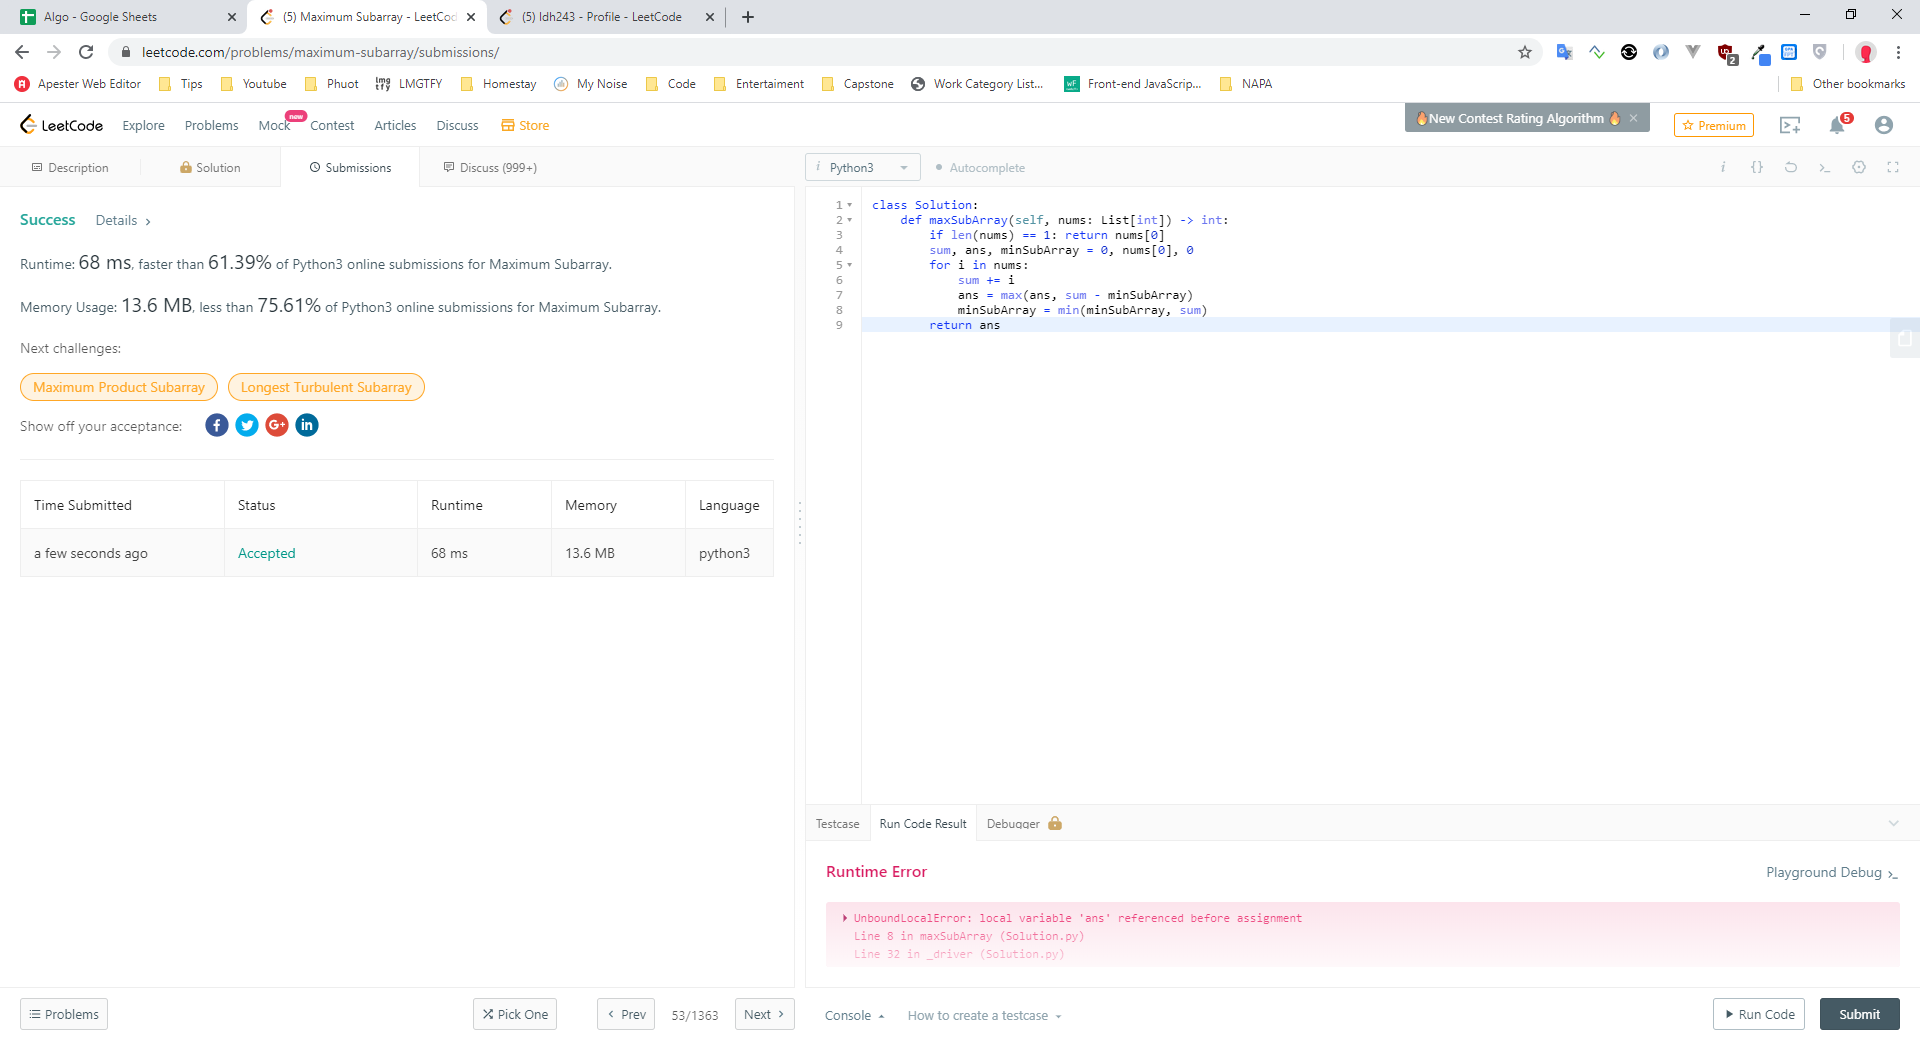 Algo - Google Sheets
(5) Maximum Subarray - LeetCod
(5) ldh243 - Profile - LeetCode
leetcode.com/problems/maximum-subarray/submissions/
2
Apester Web Editor
Tips
Youtube
Phuot
LMGTFY
Homestay
My Noise
Code
Entertaiment
Capstone
Work Category List...
Front-end JavaScrip...
NAPA
Other bookmarks
LeetCode
Explore
Problems
Mock
new
Contest
Articles
Discuss
Store
🔥New Contest Rating Algorithm 🔥
Premium
5
Description
Solution
Submissions
Discuss (999+)
i Python3
Autocomplete
Success
Details
Runtime: 68 ms, faster than 61.39% of Python3 online submissions for Maximum Subarray.
Memory Usage: 13.6 MB, less than 75.61% of Python3 online submissions for Maximum Subarray.
Next challenges:
Maximum Product Subarray
Longest Turbulent Subarray
Show off your acceptance:
Time Submitted Status Runtime Memory Language
a few seconds ago Accepted 68 ms 13.6 MB python3
1 class Solution:
2     def maxSubArray(self, nums: List[int]) -> int:
3         if len(nums) == 1: return nums[0]
4         sum, ans, minSubArray = 0, nums[0], 0
5         for i in nums:
6             sum += i
7             ans = max(ans, sum - minSubArray)
8             minSubArray = min(minSubArray, sum)
9         return ans
Testcase
Run Code Result
Debugger
Runtime Error
Playground Debug
UnboundLocalError: local variable 'ans' referenced before assignment
Line 8 in maxSubArray (Solution.py)
Line 32 in _driver (Solution.py)
Problems
Pick One
Prev
53/1363
Next
Console
How to create a testcase
Run Code
Submit